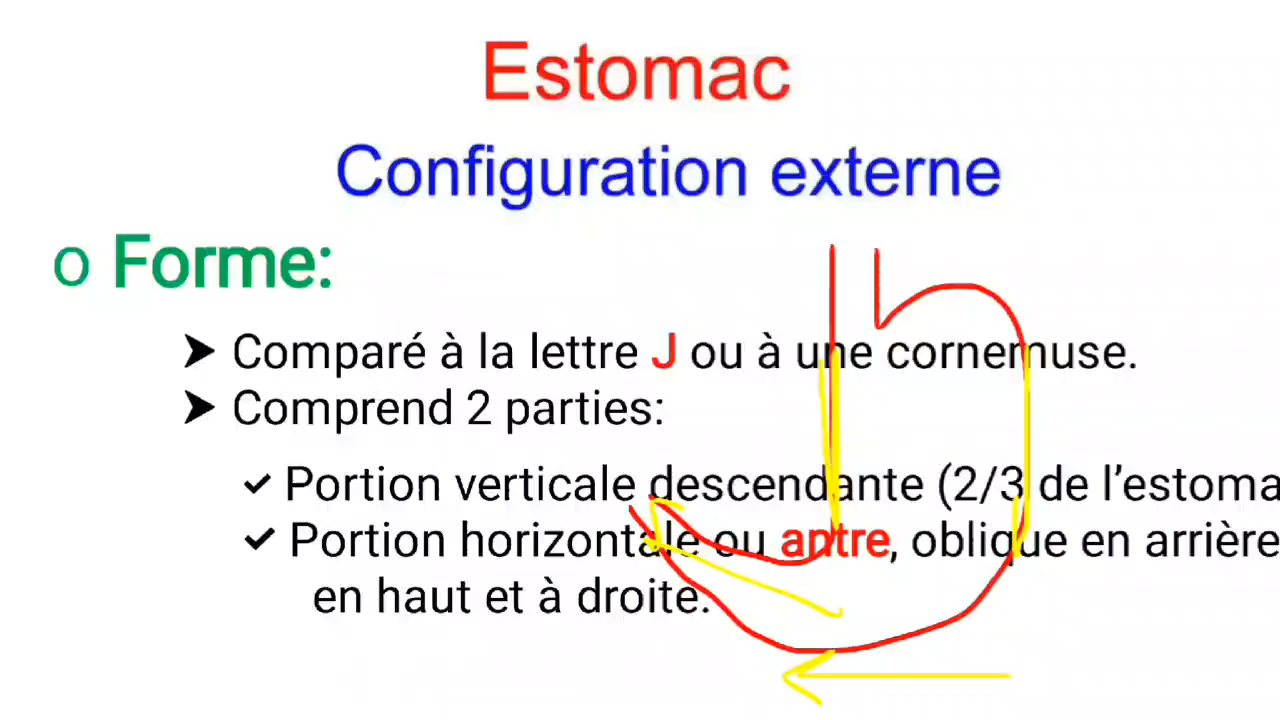 Estomac
Configuration externe
o Forme:
➤ Comparé à la lettre J ou à une cornemuse.
➤ Comprend 2 parties:
✓ Portion verticale descendante (2/3 de l’estoma
✓ Portion horizontale ou antre, oblique en arrière
en haut et à droite.